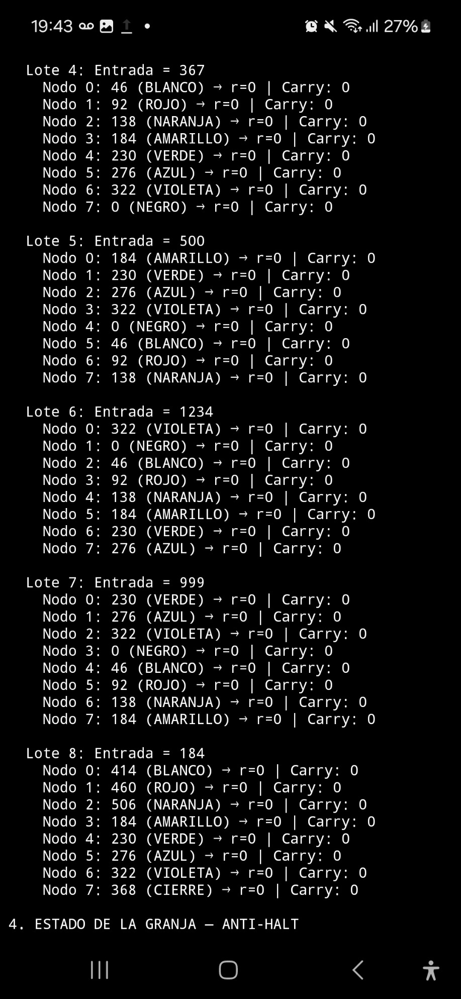 19:43 27%
Lote 4: Entrada = 367
Nodo 0: 46 (BLANCO) → r=0 | Carry: 0
Nodo 1: 92 (ROJO) → r=0 | Carry: 0
Nodo 2: 138 (NARANJA) → r=0 | Carry: 0
Nodo 3: 184 (AMARILLO) → r=0 | Carry: 0
Nodo 4: 230 (VERDE) → r=0 | Carry: 0
Nodo 5: 276 (AZUL) → r=0 | Carry: 0
Nodo 6: 322 (VIOLETA) → r=0 | Carry: 0
Nodo 7: 0 (NEGRO) → r=0 | Carry: 0
Lote 5: Entrada = 500
Nodo 0: 184 (AMARILLO) → r=0 | Carry: 0
Nodo 1: 230 (VERDE) → r=0 | Carry: 0
Nodo 2: 276 (AZUL) → r=0 | Carry: 0
Nodo 3: 322 (VIOLETA) → r=0 | Carry: 0
Nodo 4: 0 (NEGRO) → r=0 | Carry: 0
Nodo 5: 46 (BLANCO) → r=0 | Carry: 0
Nodo 6: 92 (ROJO) → r=0 | Carry: 0
Nodo 7: 138 (NARANJA) → r=0 | Carry: 0
Lote 6: Entrada = 1234
Nodo 0: 322 (VIOLETA) → r=0 | Carry: 0
Nodo 1: 0 (NEGRO) → r=0 | Carry: 0
Nodo 2: 46 (BLANCO) → r=0 | Carry: 0
Nodo 3: 92 (ROJO) → r=0 | Carry: 0
Nodo 4: 138 (NARANJA) → r=0 | Carry: 0
Nodo 5: 184 (AMARILLO) → r=0 | Carry: 0
Nodo 6: 230 (VERDE) → r=0 | Carry: 0
Nodo 7: 276 (AZUL) → r=0 | Carry: 0
Lote 7: Entrada = 999
Nodo 0: 230 (VERDE) → r=0 | Carry: 0
Nodo 1: 276 (AZUL) → r=0 | Carry: 0
Nodo 2: 322 (VIOLETA) → r=0 | Carry: 0
Nodo 3: 0 (NEGRO) → r=0 | Carry: 0
Nodo 4: 46 (BLANCO) → r=0 | Carry: 0
Nodo 5: 92 (ROJO) → r=0 | Carry: 0
Nodo 6: 138 (NARANJA) → r=0 | Carry: 0
Nodo 7: 184 (AMARILLO) → r=0 | Carry: 0
Lote 8: Entrada = 184
Nodo 0: 414 (BLANCO) → r=0 | Carry: 0
Nodo 1: 460 (ROJO) → r=0 | Carry: 0
Nodo 2: 506 (NARANJA) → r=0 | Carry: 0
Nodo 3: 184 (AMARILLO) → r=0 | Carry: 0
Nodo 4: 230 (VERDE) → r=0 | Carry: 0
Nodo 5: 276 (AZUL) → r=0 | Carry: 0
Nodo 6: 322 (VIOLETA) → r=0 | Carry: 0
Nodo 7: 368 (CIERRE) → r=0 | Carry: 0
4. ESTADO DE LA GRANJA — ANTI-HALT